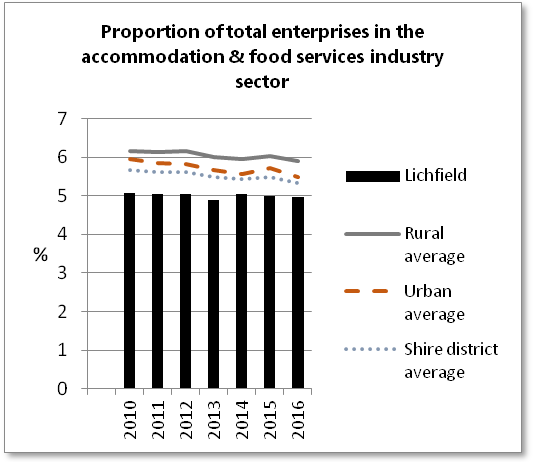 Proportion of total enterprises in the
accommodation & food services industry
sector
7
6
5
4
3
2
1
0
%
2010
2011
2012
2013
2014
2015
2016
Lichfield
Rural
average
Urban
average
Shire district
average